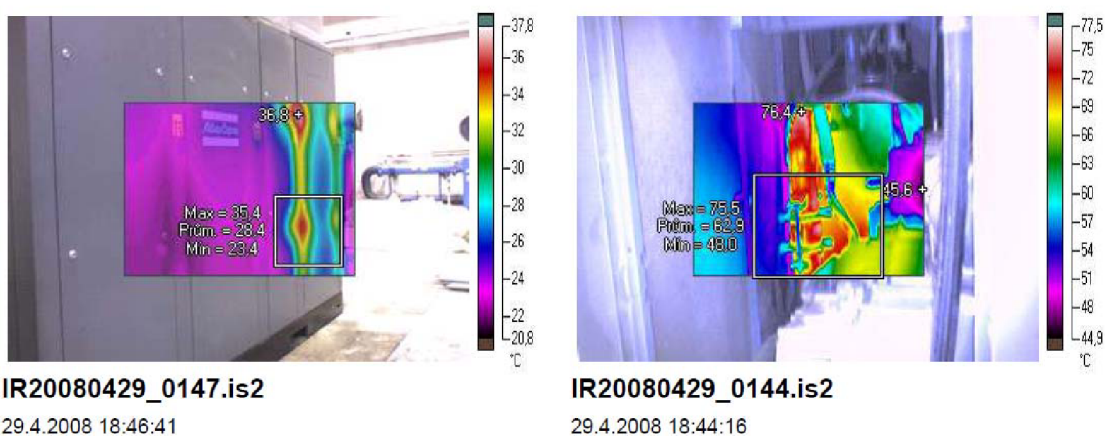 37,8
36
34
32
30
28
26
24
22
20,8
°C
36,8 +
Max = 35,4
Prům. = 28,4
Min = 23,4
77,5
75
72
69
66
63
60
57
54
51
48
44,9
°C
76,4 +
45,6 +
Max = 75,5
Prům. = 62,9
Min = 48,0
IR20080429_0147.is2
29.4.2008 18:46:41
IR20080429_0144.is2
29.4.2008 18:44:16